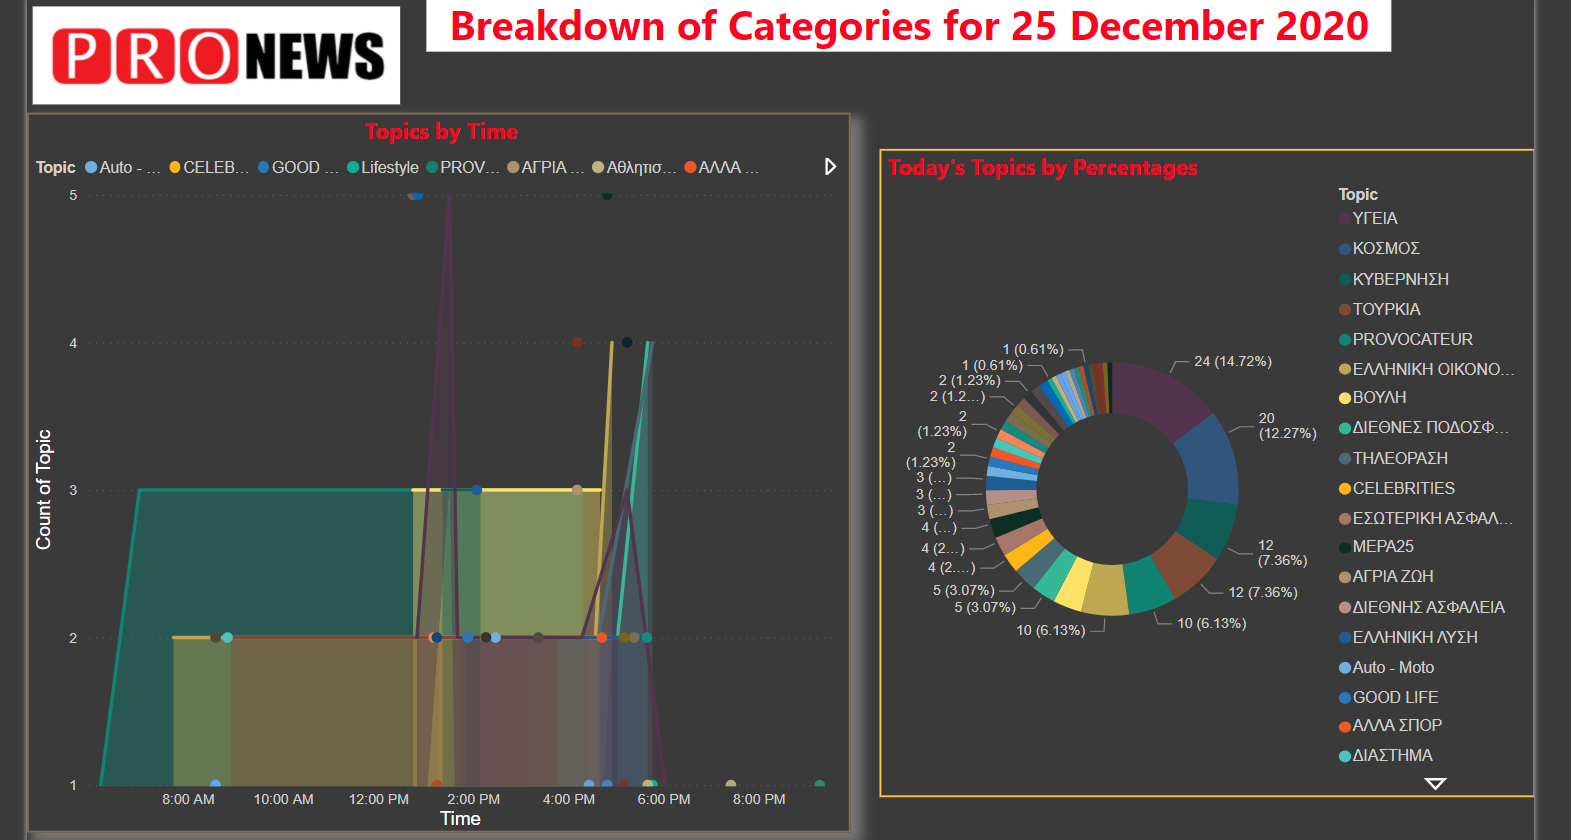 PRO NEWS
Breakdown of Categories for 25 December 2020
Topics by Time
Topic Auto - ... CELEB... GOOD ... Lifestyle PROV... ΑΓΡΙΑ ... Αθλητισ... ΑΛΛΑ ...
5
4
3
2
1
Count of Topic
8:00 AM 10:00 AM 12:00 PM 2:00 PM 4:00 PM 6:00 PM 8:00 PM
Time
Today's Topics by Percentages
1 (0.61%)
1 (0.61%)
2 (1.23%)
2 (1.2...)
2
(1.23%)
2
(1.23%)
3 (...)
3 (...)
3 (...)
4 (...)
4 (2...)
4 (2....)
5 (3.07%)
5 (3.07%)
10 (6.13%)
10 (6.13%)
12 (7.36%)
12
(7.36%)
20
(12.27%)
24 (14.72%)
Topic
ΥΓΕΙΑ
ΚΟΣΜΟΣ
ΚΥΒΕΡΝΗΣΗ
ΤΟΥΡΚΙΑ
PROVOCATEUR
ΕΛΛΗΝΙΚΗ ΟΙΚΟΝΟ...
ΒΟΥΛΗ
ΔΙΕΘΝΕΣ ΠΟΔΟΣΦ...
ΤΗΛΕΟΡΑΣΗ
CELEBRITIES
ΕΣΩΤΕΡΙΚΗ ΑΣΦΑΛ...
ΜΕΡΑ25
ΑΓΡΙΑ ΖΩΗ
ΔΙΕΘΝΗΣ ΑΣΦΑΛΕΙΑ
ΕΛΛΗΝΙΚΗ ΛΥΣΗ
Auto - Moto
GOOD LIFE
ΑΛΛΑ ΣΠΟΡ
ΔΙΑΣΤΗΜΑ